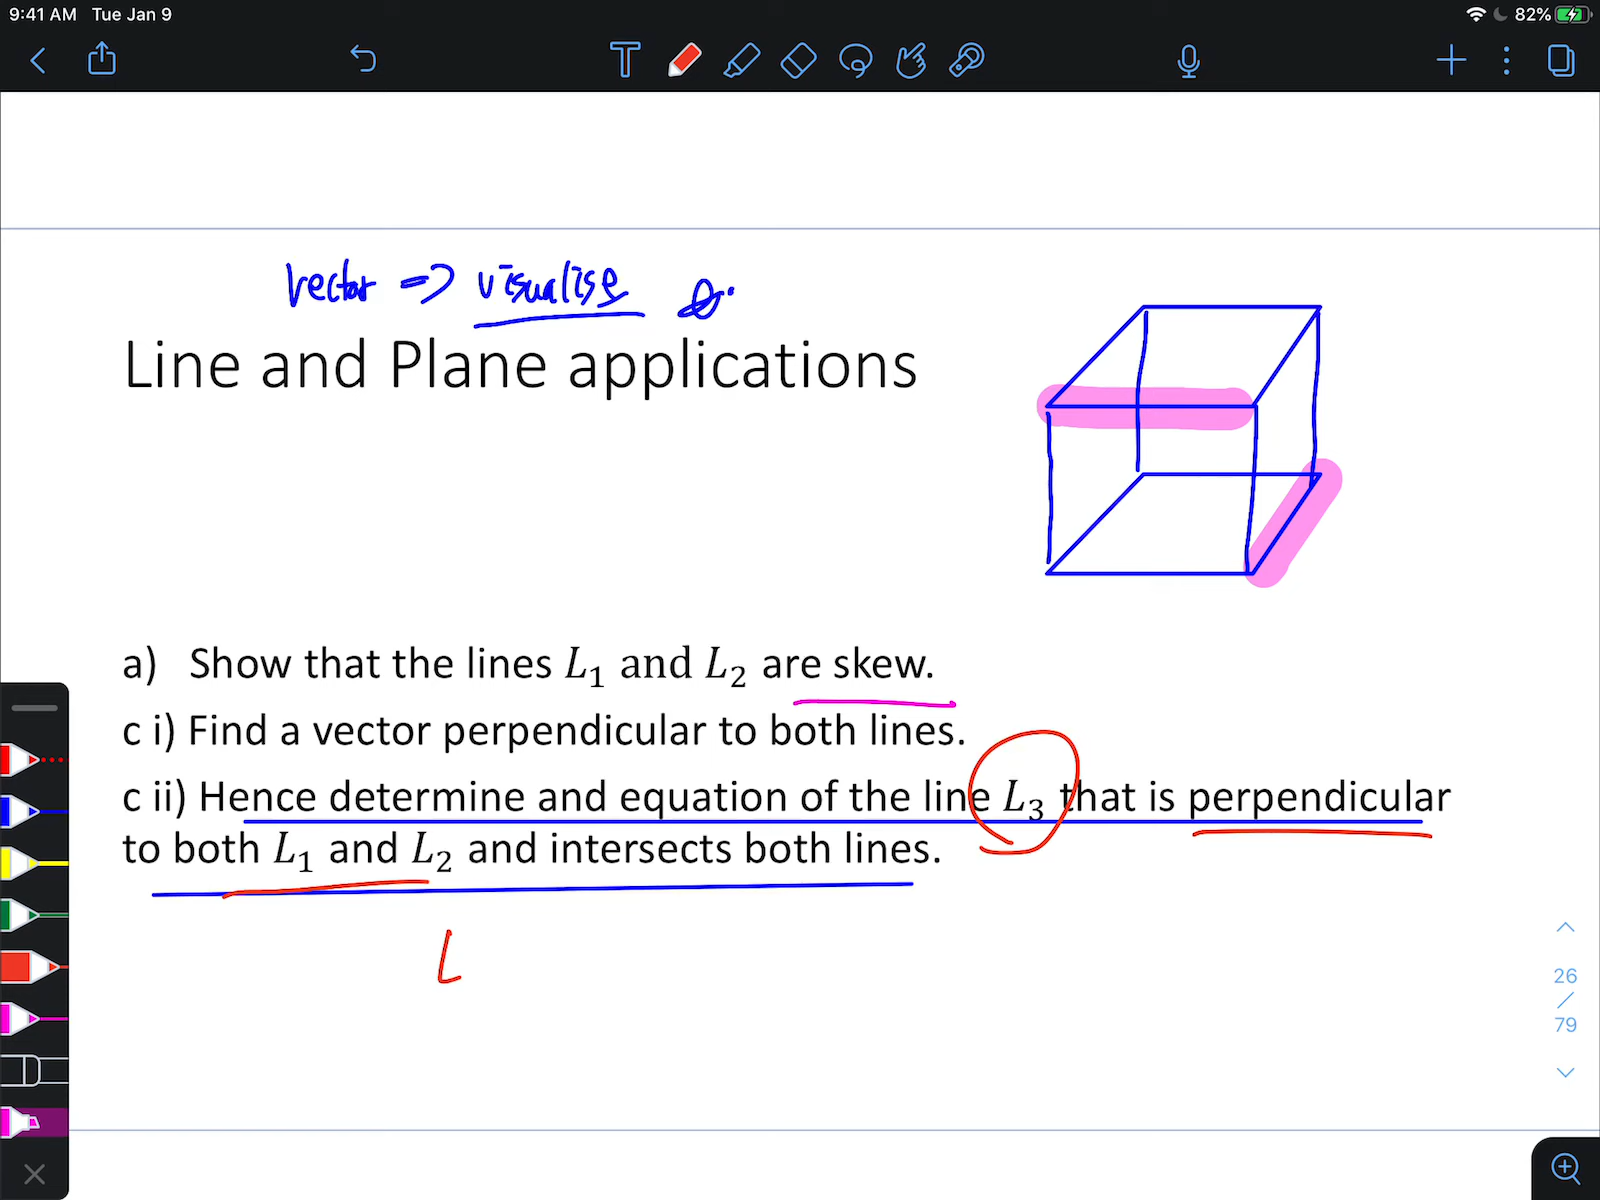 9:41 AM Tue Jan 9
82%
T
vector => visualise
Line and Plane applications
a) Show that the lines L₁ and L₂ are skew.
c i) Find a vector perpendicular to both lines.
c ii) Hence determine and equation of the line L₃ that is perpendicular
to both L₁ and L₂ and intersects both lines.
L
26
/
79